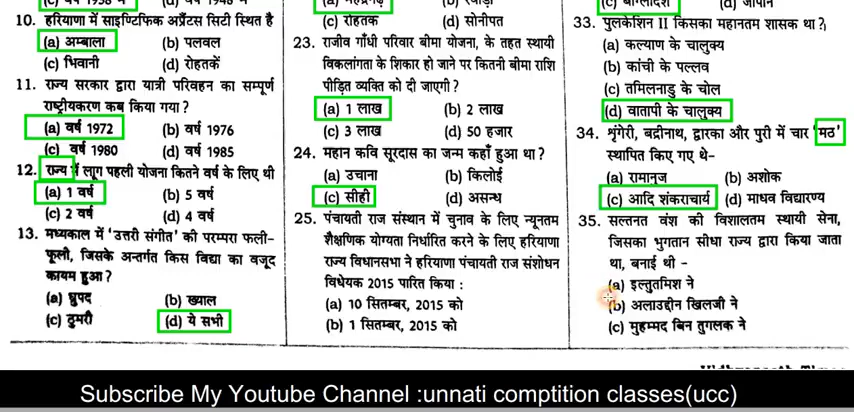 10. हरियाणा में साइण्टिफिक अप्रैंटस सिटी स्थित है
(a) अम्बाला (b) पलवल
(c) भिवानी (d) रोहतकें
11. राज्य सरकार द्वारा यात्री परिवहन का सम्पूर्ण
राष्ट्रीयकरण कब किया गया?
(a) वर्ष 1972 (b) वर्ष 1976
(c) वर्ष 1980 (d) वर्ष 1985
12. राज्य में लागू पहली योजना कितने वर्ष के लिए थी
(a) 1 वर्ष (b) 5 वर्ष
(c) 2 वर्ष (d) 4 वर्ष
13. मध्यकाल में 'उत्तरी संगीत' की परम्परा फली-
फूली, जिसके अन्तर्गत किस विद्या का वजूद
कायम हुआ?
(a) ध्रुपद (b) ख्याल
(c) ठुमरी (d) ये सभी
(c) रोहतक (d) सोनीपत
23. राजीव गाँधी परिवार बीमा योजना, के तहत स्थायी
विकलांगता के शिकार हो जाने पर कितनी बीमा राशि
पीड़ित व्यक्ति को दी जाएगी?
(a) 1 लाख (b) 2 लाख
(c) 3 लाख (d) 50 हजार
24. महान कवि सूरदास का जन्म कहाँ हुआ था?
(a) उचाना (b) किलोई
(c) सीही (d) असन्ध
25. पंचायती राज संस्थान में चुनाव के लिए न्यूनतम
शैक्षणिक योग्यता निर्धारित करने के लिए हरियाणा
राज्य विधानसभा ने हरियाणा पंचायती राज संशोधन
विधेयक 2015 पारित किया :
(a) 10 सितम्बर, 2015 को
(b) 1 सितम्बर, 2015 को
(c) बांग्लादेश (d) जापान
33. पुलकेशिन II किसका महानतम शासक था?
(a) कल्याण के चालुक्य
(b) कांची के पल्लव
(c) तमिलनाडु के चोल
(d) वातापी के चालुक्य
34. शृंगेरी, बद्रीनाथ, द्वारका और पुरी में चार 'मठ'
स्थापित किए गए थे-
(a) रामानुज (b) अशोक
(c) आदि शंकराचार्य (d) माधव विद्यारण्य
35. सल्तनत वंश की विशालतम स्थायी सेना,
जिसका भुगतान सीधा राज्य द्वारा किया जाता
था, बनाई थी -
(a) इल्तुतमिश ने
(b) अलाउद्दीन खिलजी ने
(c) मुहम्मद बिन तुगलक ने
Subscribe My Youtube Channel :unnati comptition classes(ucc)